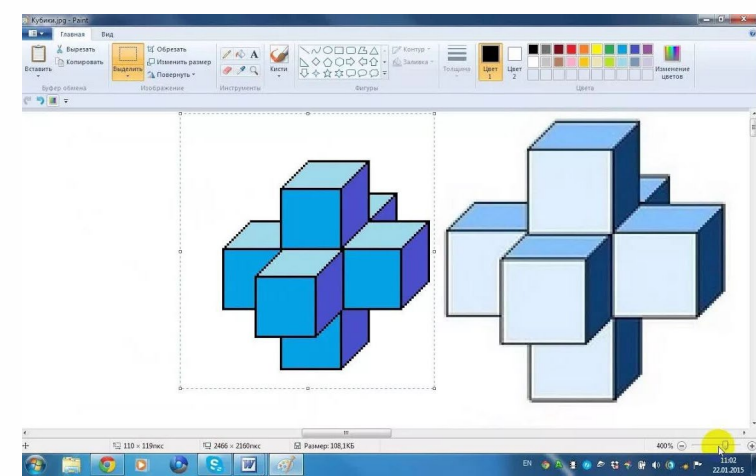 Кубики.jpg - Paint
Главная Вид
Вставить
Вырезать
Копировать
Буфер обмена
Выделить
Обрезать
Изменить размер
Повернуть
Изображение
A
Инструменты
Кисти
Контур
Заливка
Фигуры
Толщина
Цвет 1
Цвет 2
Изменение цветов
Цвета
110 × 119пкс
2466 × 2160пкс
Размер: 108,1КБ
400%
EN
11:02
22.01.2015